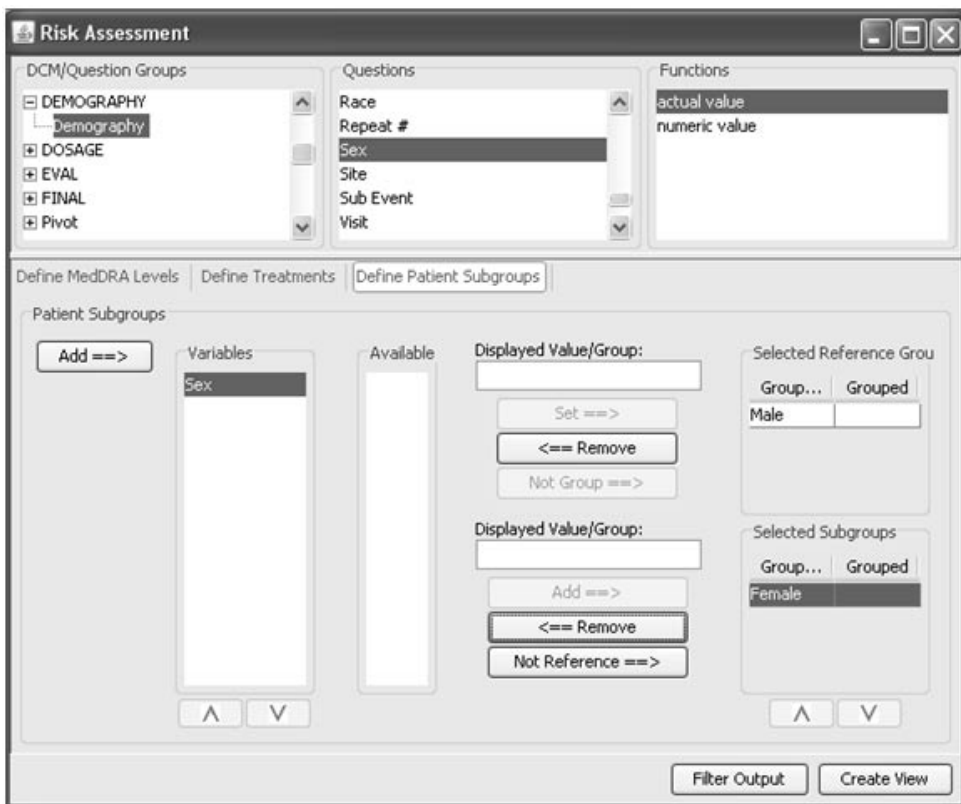 Risk Assessment
DCM/Question Groups
DEMOGRAPHY
Demography
DOSAGE
EVAL
FINAL
Pivot
Questions
Race
Repeat #
Sex
Site
Sub Event
Visit
Functions
actual value
numeric value
Define MedDRA Levels
Define Treatments
Define Patient Subgroups
Patient Subgroups
Add ==>
Variables
Sex
Available
Displayed Value/Group:
Set ==>
<== Remove
Not Group ==>
Displayed Value/Group:
Add ==>
<== Remove
Not Reference ==>
Selected Reference Grou
Group... Grouped
Male
Selected Subgroups
Group... Grouped
Female
Filter Output
Create View